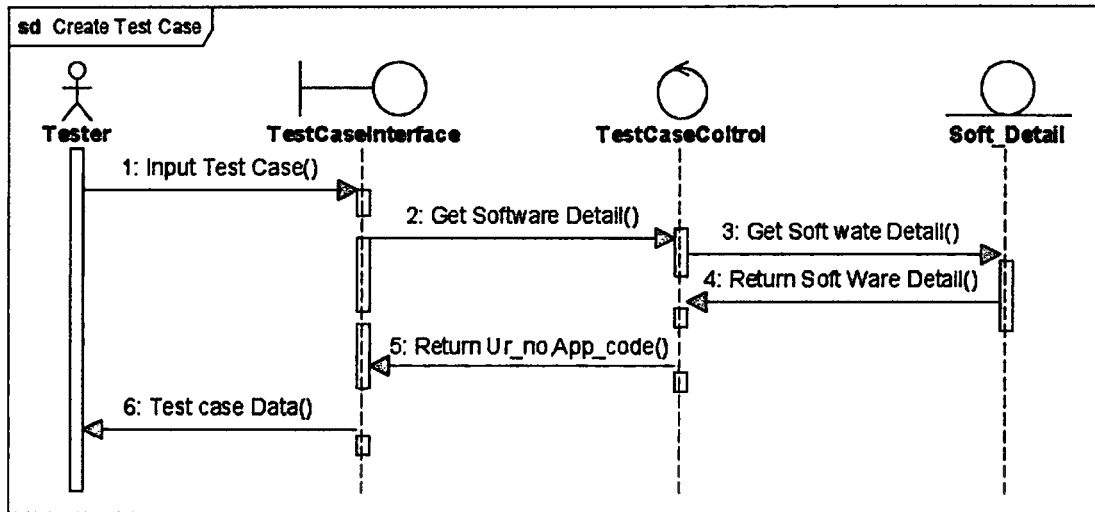 sd Create Test Case
Tester
TestCaseInterface
TestCaseColtrol
Soft_Detail
1: Input Test Case()
2: Get Software Detail()
3: Get Soft wate Detail()
4: Return Soft Ware Detail()
5: Return Ur_no App_code()
6: Test case Data()